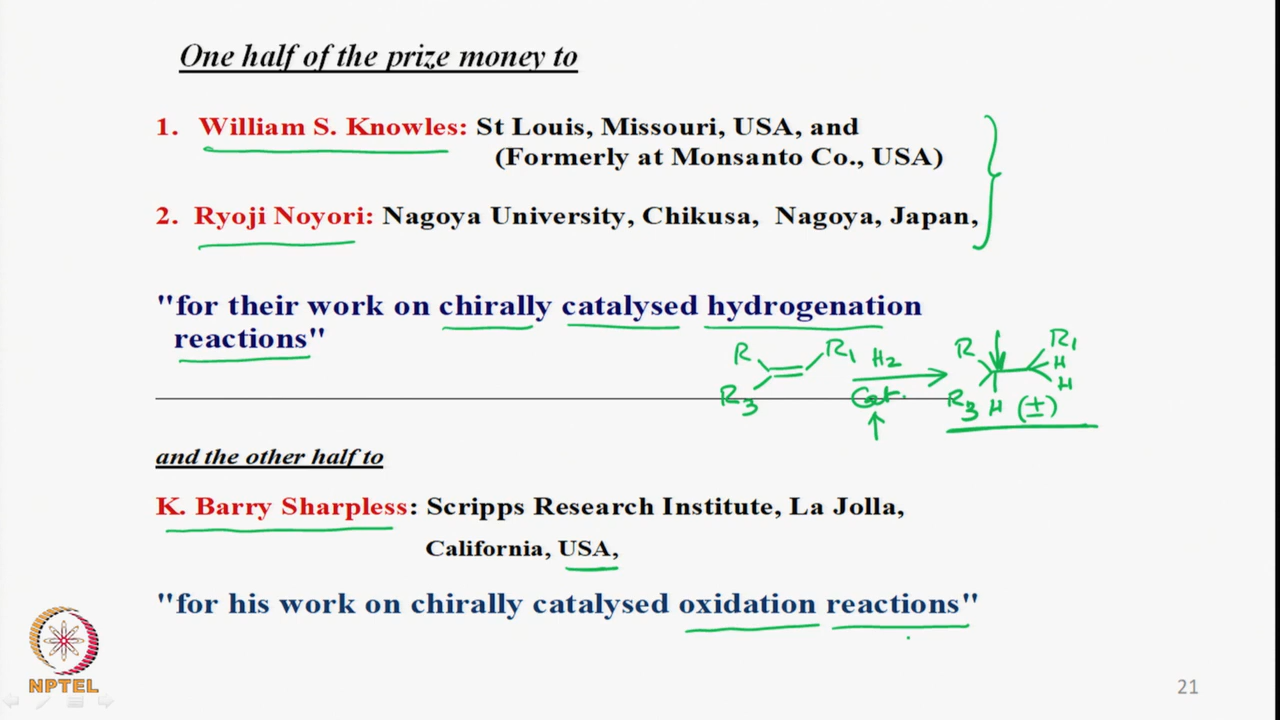 One half of the prize money to
1. William S. Knowles: St Louis, Missouri, USA, and
(Formerly at Monsanto Co., USA)
2. Ryoji Noyori: Nagoya University, Chikusa, Nagoya, Japan,
"for their work on chirally catalysed hydrogenation
reactions"
R R1 H2 R R1
H
H
R3 Cat. R3 H (±)
and the other half to
K. Barry Sharpless: Scripps Research Institute, La Jolla,
California, USA,
"for his work on chirally catalysed oxidation reactions"
NPTEL
21